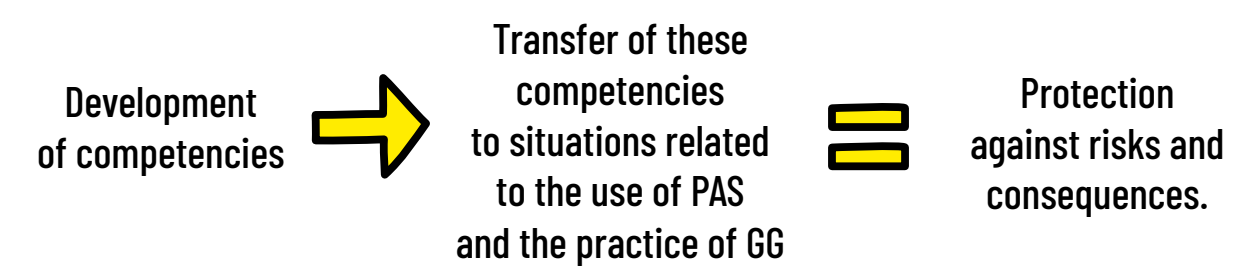 Development
of competencies
Transfer of these
competencies
to situations related
to the use of PAS
and the practice of GG
Protection
against risks and
consequences.